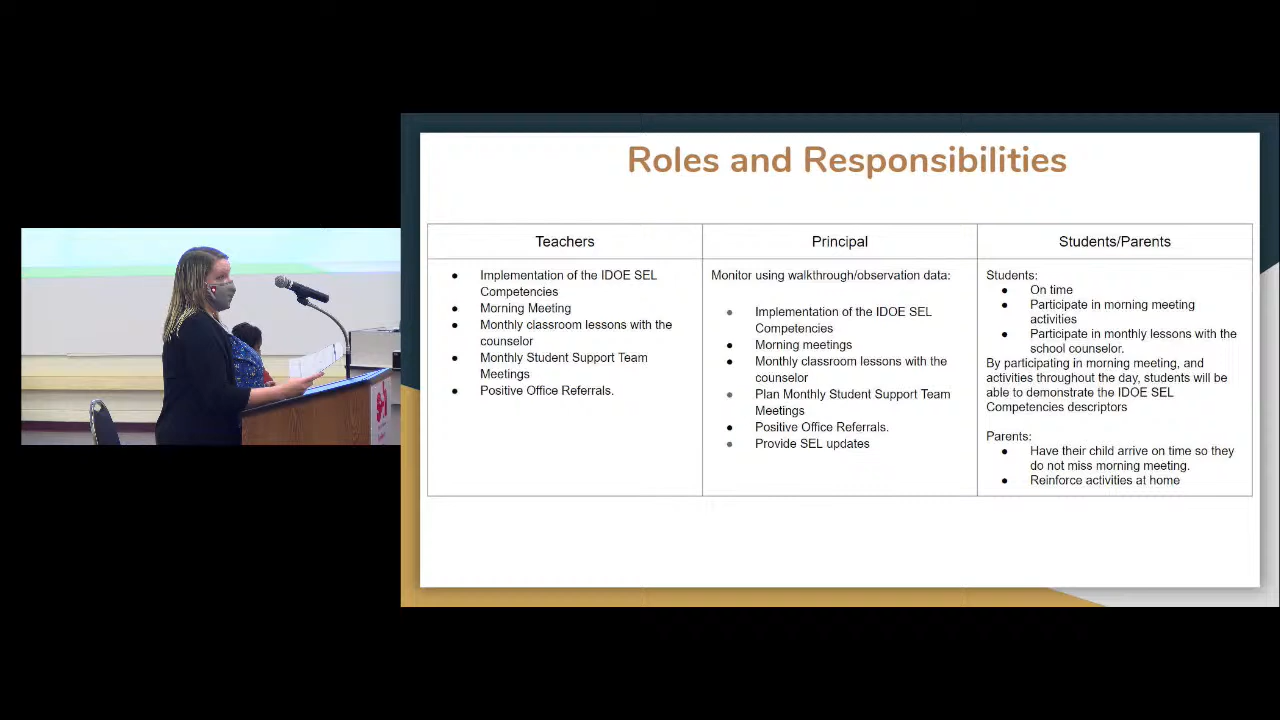 Roles and Responsibilities
Teachers
Principal
Students/Parents
● Implementation of the IDOE SEL
Competencies
● Morning Meeting
● Monthly classroom lessons with the
counselor
● Monthly Student Support Team
Meetings
● Positive Office Referrals.
Monitor using walkthrough/observation data:
● Implementation of the IDOE SEL
Competencies
● Morning meetings
● Monthly classroom lessons with the
counselor
● Plan Monthly Student Support Team
Meetings
● Positive Office Referrals.
● Provide SEL updates
Students:
● On time
● Participate in morning meeting
activities
● Participate in monthly lessons with the
school counselor.
By participating in morning meeting, and
activities throughout the day, students will be
able to demonstrate the IDOE SEL
Competencies descriptors
Parents:
● Have their child arrive on time so they
do not miss morning meeting.
● Reinforce activities at home